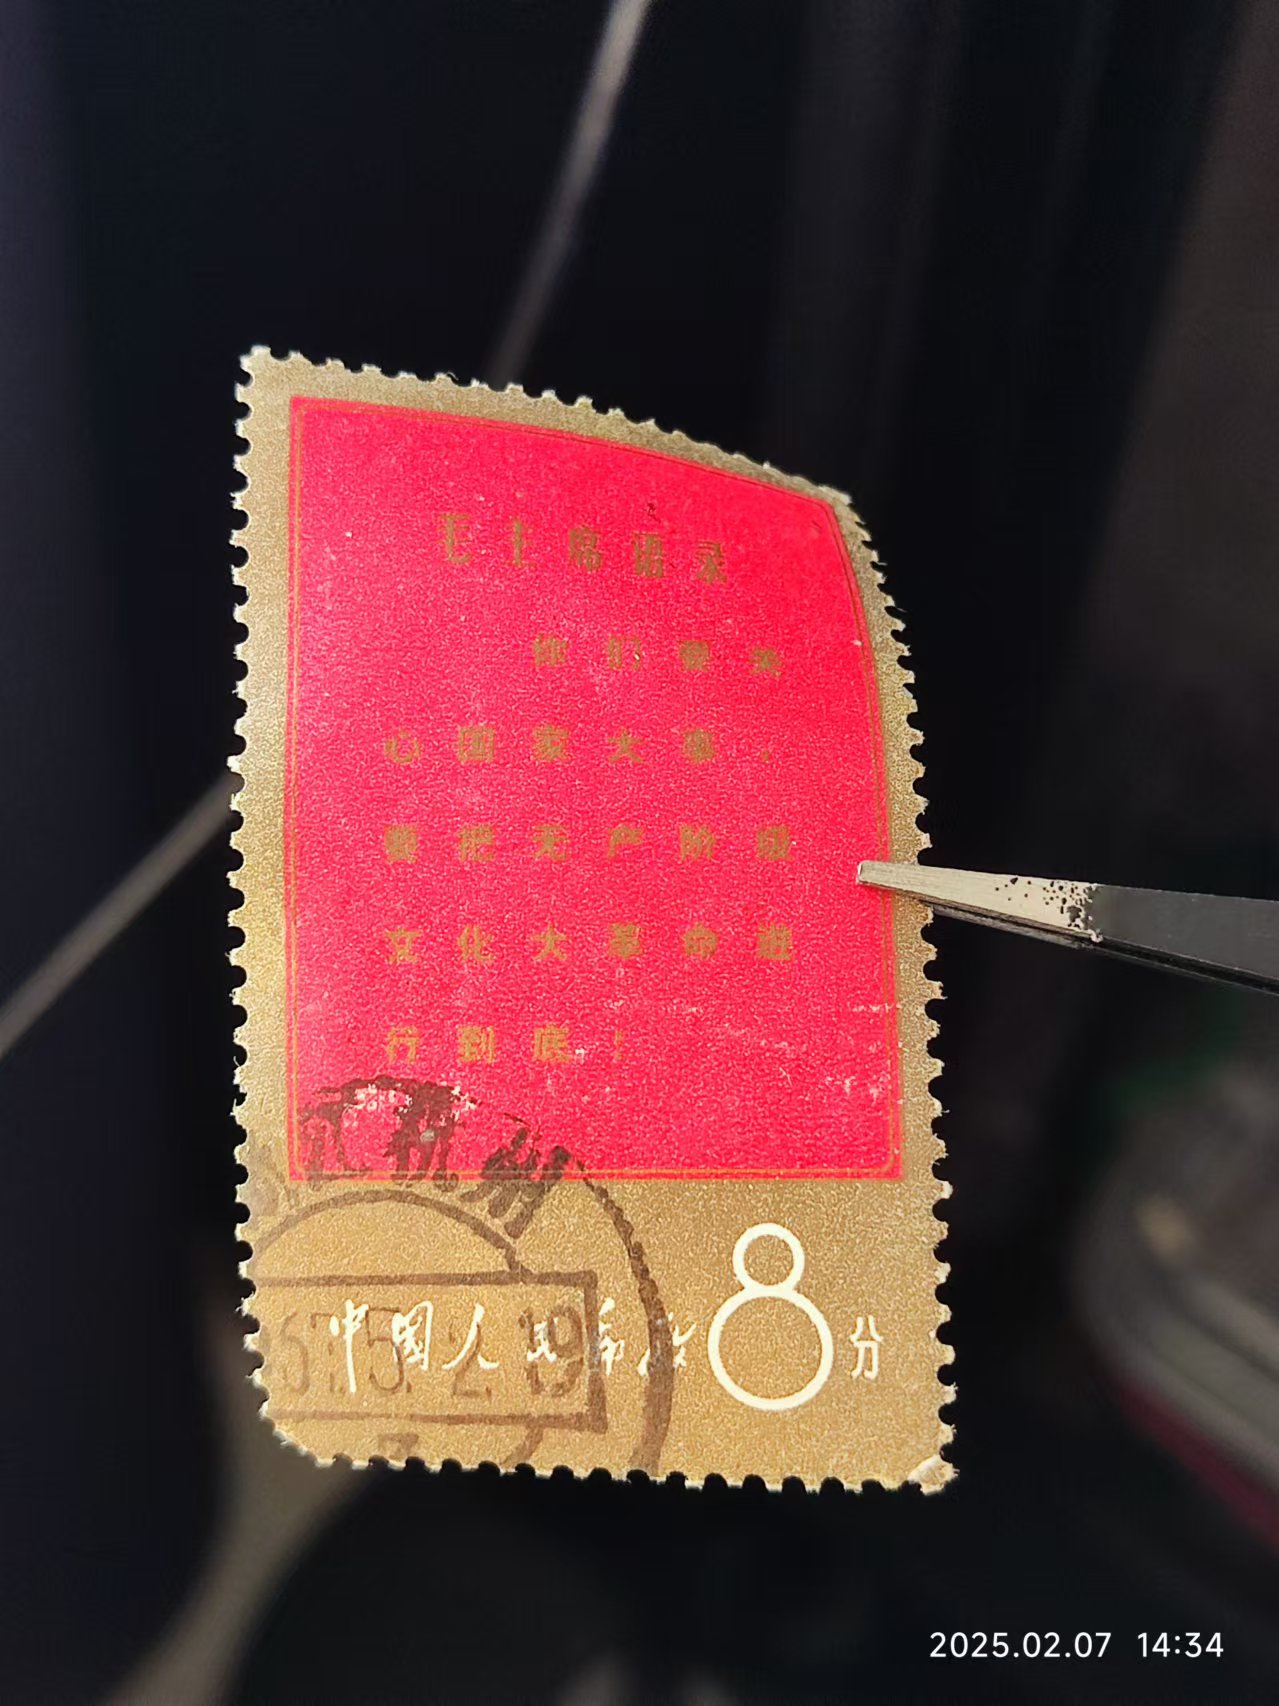 毛主席语录
你们要关
心国家大事，
要把无产阶级
文化大革命进
行到底！
杭州
中国人民邮政
8分
2025.02.07 14:34